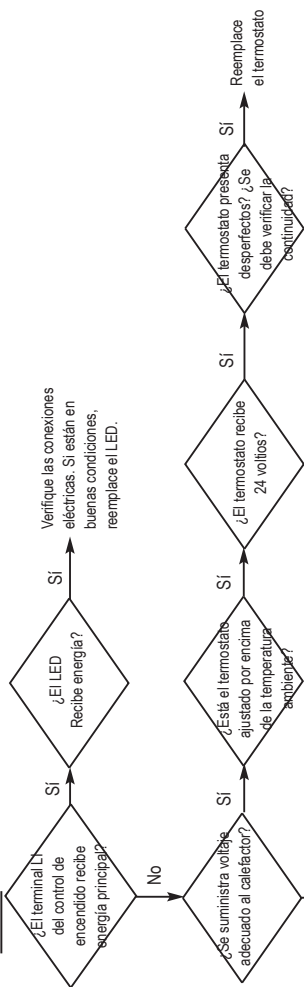 ¿El terminal L1
del control de
encendido recibe
energía principal?
Sí
¿El LED
Recibe energía?
Sí
Verifique las conexiones
eléctricas. Si están en
buenas condiciones,
reemplace el LED.
No
¿Se suministra voltaje
adecuado al calefactor?
Sí
¿Está el termostato
ajustado por encima
de la temperatura
ambiente?
Sí
¿El termostato recibe
24 voltios?
Sí
¿El termostato presenta
desperfectos? ¿Se
debe verificar la
continuidad?
Sí
Reemplace
el termostato